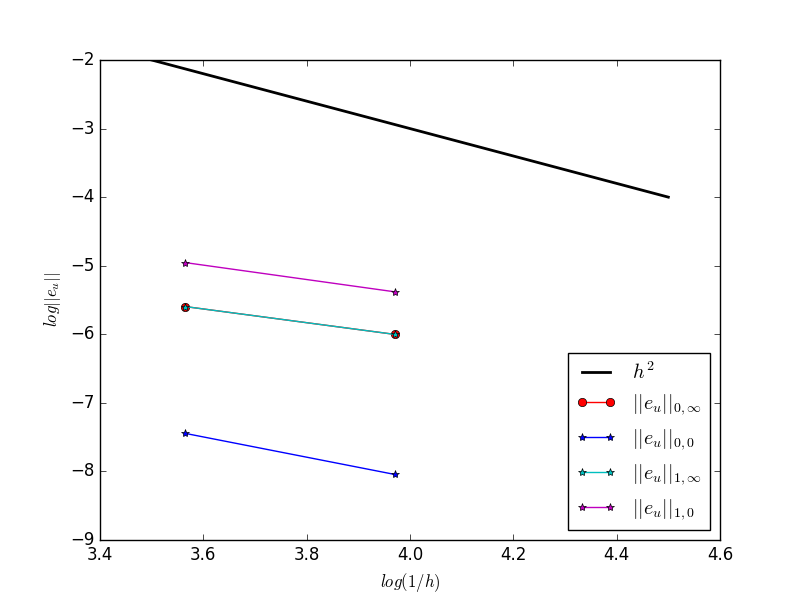 −2
−3
−4
−5
−6
−7
−8
−9
3.4 3.6 3.8 4.0 4.2 4.4 4.6
log(1/h)
log||e_u||
h^2
||e_u||_{0,∞}
||e_u||_{0,0}
||e_u||_{1,∞}
||e_u||_{1,0}